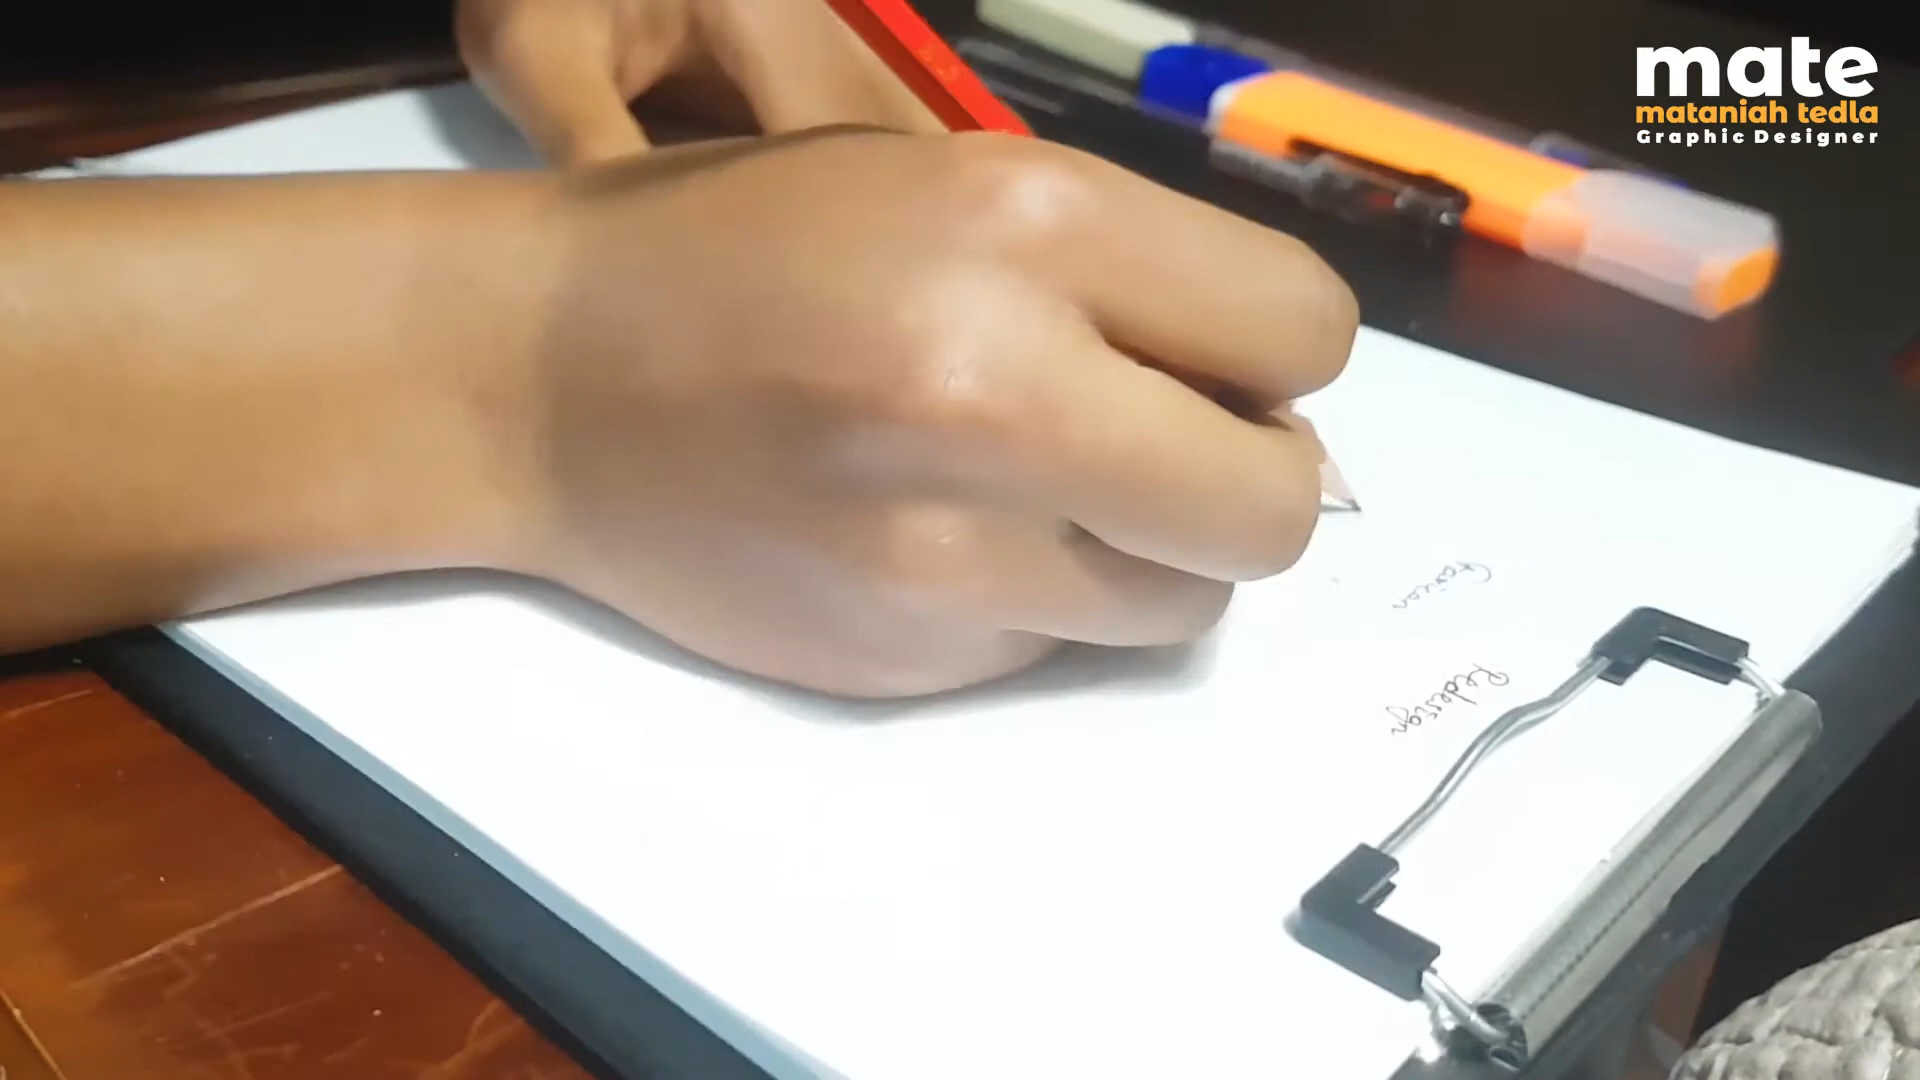 mate
mataniah tedla
Graphic Designer
Redesign